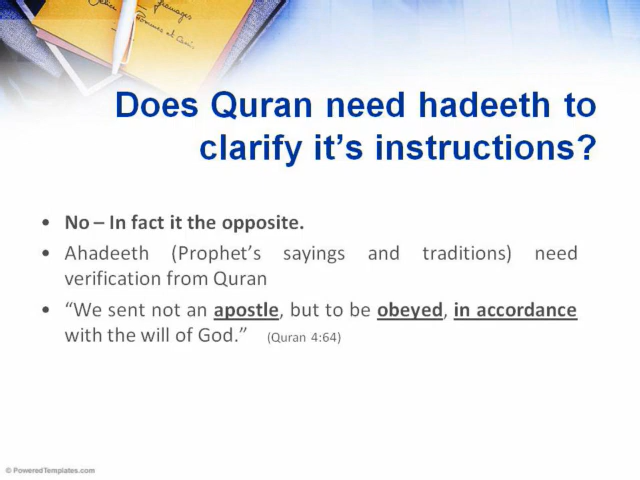 Does Quran need hadeeth to
clarify it's instructions?
• No – In fact it the opposite.
• Ahadeeth (Prophet's sayings and traditions) need
verification from Quran
• “We sent not an apostle, but to be obeyed, in accordance
with the will of God.” (Quran 4:64)
© PoweredTemplates.com